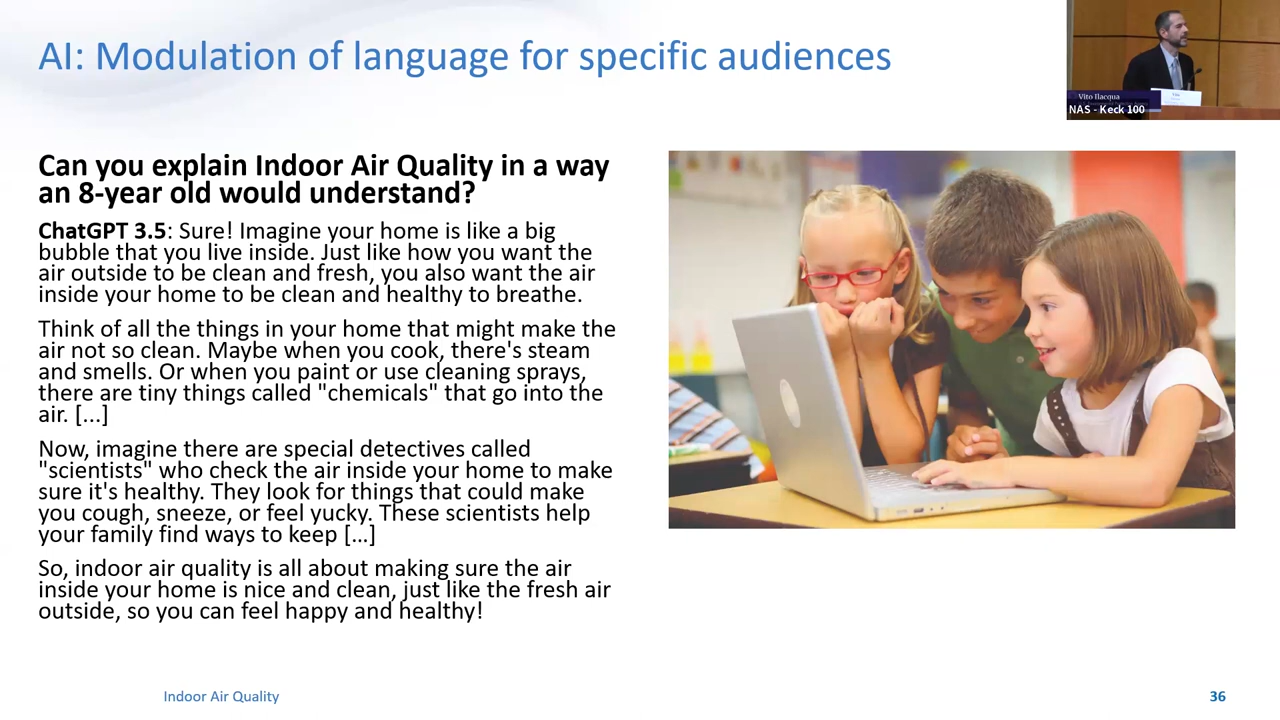 AI: Modulation of language for specific audiences
Vito Ilacqua
NAS - Keck 100
Can you explain Indoor Air Quality in a way
an 8-year old would understand?
ChatGPT 3.5: Sure! Imagine your home is like a big
bubble that you live inside. Just like how you want the
air outside to be clean and fresh, you also want the air
inside your home to be clean and healthy to breathe.
Think of all the things in your home that might make the
air not so clean. Maybe when you cook, there's steam
and smells. Or when you paint or use cleaning sprays,
there are tiny things called "chemicals" that go into the
air. [...]
Now, imagine there are special detectives called
"scientists" who check the air inside your home to make
sure it's healthy. They look for things that could make
you cough, sneeze, or feel yucky. These scientists help
your family find ways to keep […]
So, indoor air quality is all about making sure the air
inside your home is nice and clean, just like the fresh air
outside, so you can feel happy and healthy!
Indoor Air Quality
36